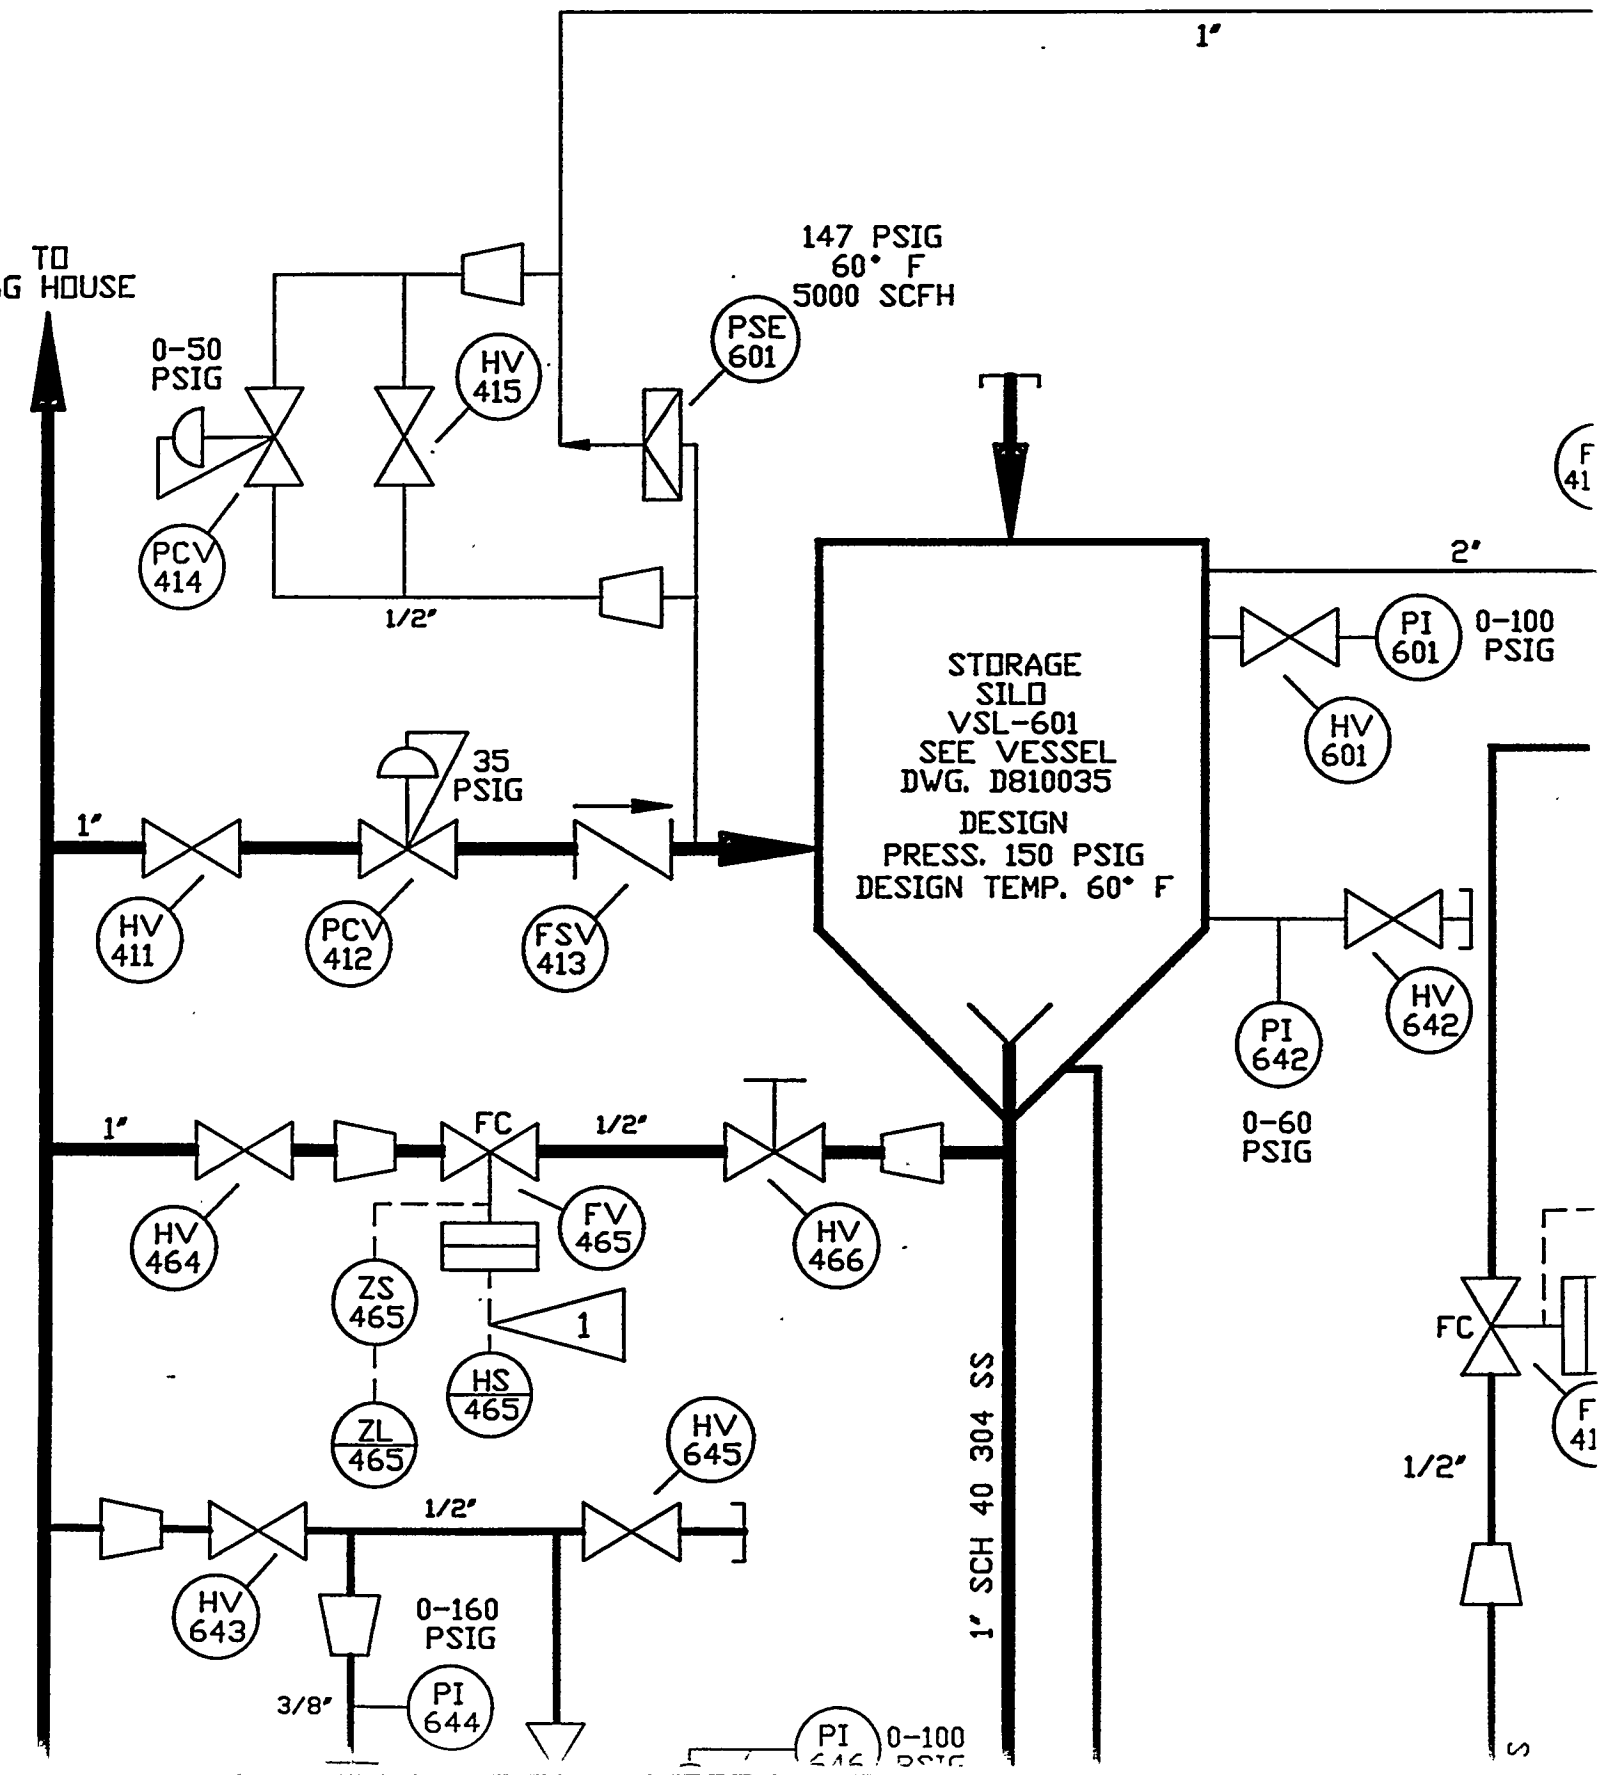 1"
TO
G HOUSE
147 PSIG
60° F
5000 SCFH
0-50
PSIG
HV
415
PSE
601
PCV
414
1/2"
F
41
2"
STORAGE
SILO
VSL-601
SEE VESSEL
DWG. D810035
DESIGN
PRESS. 150 PSIG
DESIGN TEMP. 60° F
PI
601
0-100
PSIG
HV
601
35
PSIG
1"
HV
411
PCV
412
FSV
413
HV
642
PI
642
0-60
PSIG
1"
FC
1/2"
HV
464
FV
465
HV
466
ZS
465
1
HS
465
ZL
465
FC
F
41
1/2"
HV
645
1/2"
1" SCH 40 304 SS
HV
643
0-160
PSIG
3/8"
PI
644
PI
646
0-100
PSIG
S